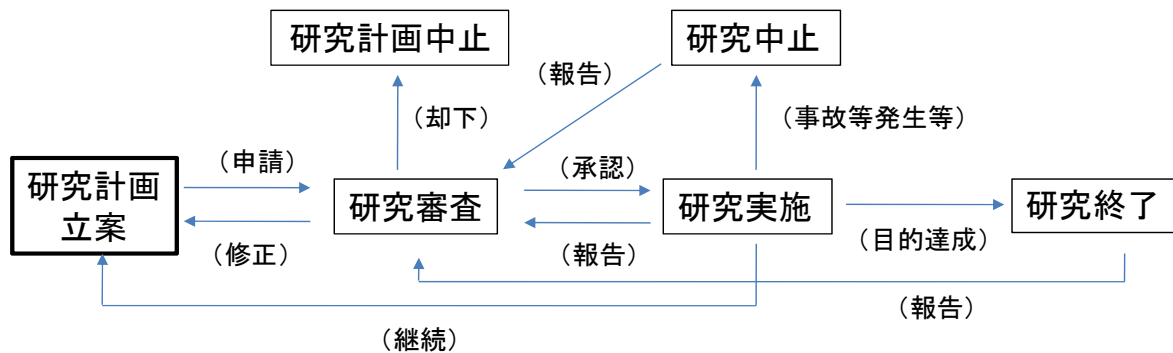 研究計画中止
研究中止
（報告）
（却下）
（事故等発生等）
（申請）
（承認）
研究計画
立案
研究審査
研究実施
研究終了
（修正）
（報告）
（目的達成）
（報告）
（継続）